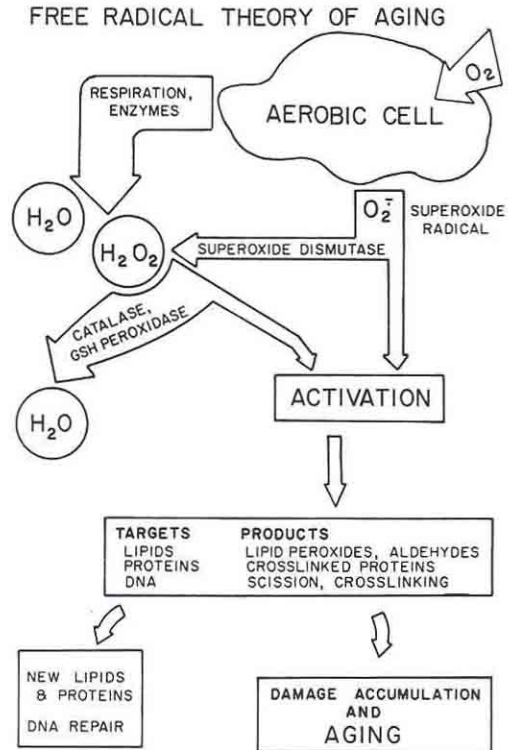 FREE RADICAL THEORY OF AGING
O₂
RESPIRATION,
ENZYMES
AEROBIC CELL
H₂O
O₂⁻
SUPEROXIDE
RADICAL
H₂O₂
SUPEROXIDE DISMUTASE
CATALASE,
GSH PEROXIDASE
H₂O
ACTIVATION
TARGETS PRODUCTS
LIPIDS LIPID PEROXIDES, ALDEHYDES
PROTEINS CROSSLINKED PROTEINS
DNA SCISSION, CROSSLINKING
NEW LIPIDS
& PROTEINS
DNA REPAIR
DAMAGE ACCUMULATION
AND
AGING